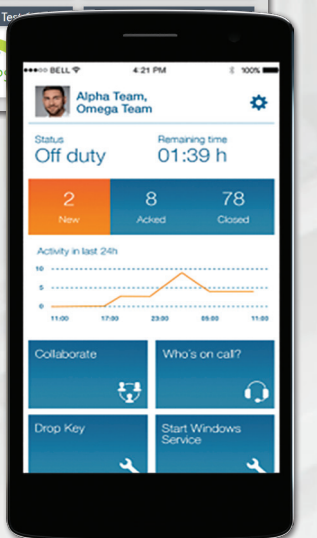 Test
BELL 4:21 PM 100%
Alpha Team,
Omega Team
Status Remaining time
Off duty 01:39 h
2 8 78
New Acked Closed
Activity in last 24h
10
5
0
11:00 17:00 23:00 05:00 11:00
Collaborate Who's on call?
Drop Key Start Windows
Service